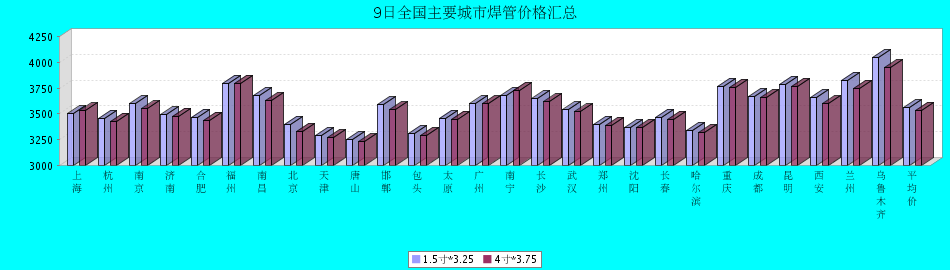 9日全国主要城市焊管价格汇总
4250
4000
3750
3500
3250
3000
上海
杭州
南京
济南
合肥
福州
南昌
北京
天津
唐山
邯郸
包头
太原
广州
南宁
长沙
武汉
郑州
沈阳
长春
哈尔滨
重庆
成都
昆明
西安
兰州
乌鲁木齐
平均价
1.5寸*3.25
4寸*3.75